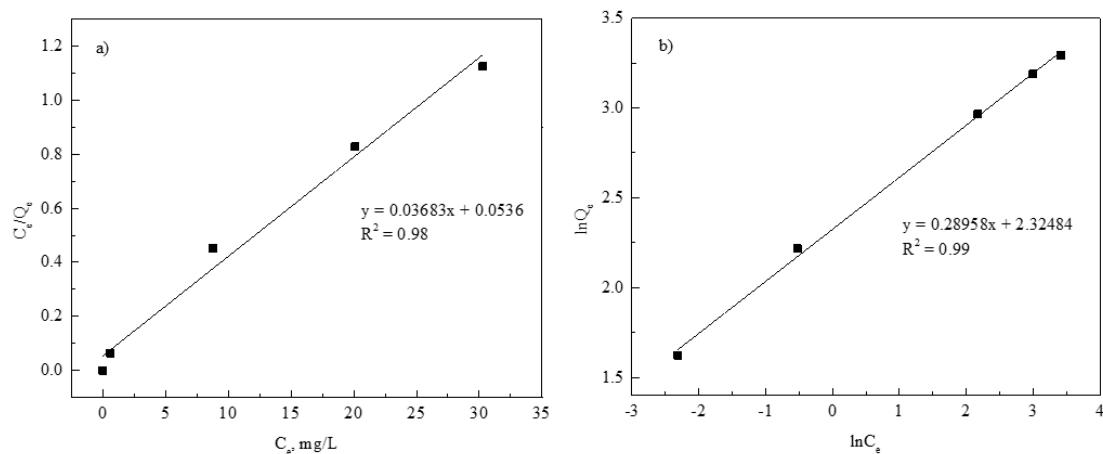 a)
1.2
1.0
0.8
0.6
0.4
0.2
0.0
Cₑ/Qₑ
y = 0.03683x + 0.0536
R² = 0.98
0 5 10 15 20 25 30 35
Cₑ, mg/L
b)
3.5
3.0
2.5
2.0
1.5
lnQₑ
y = 0.28958x + 2.32484
R² = 0.99
-3 -2 -1 0 1 2 3 4
lnCₑ